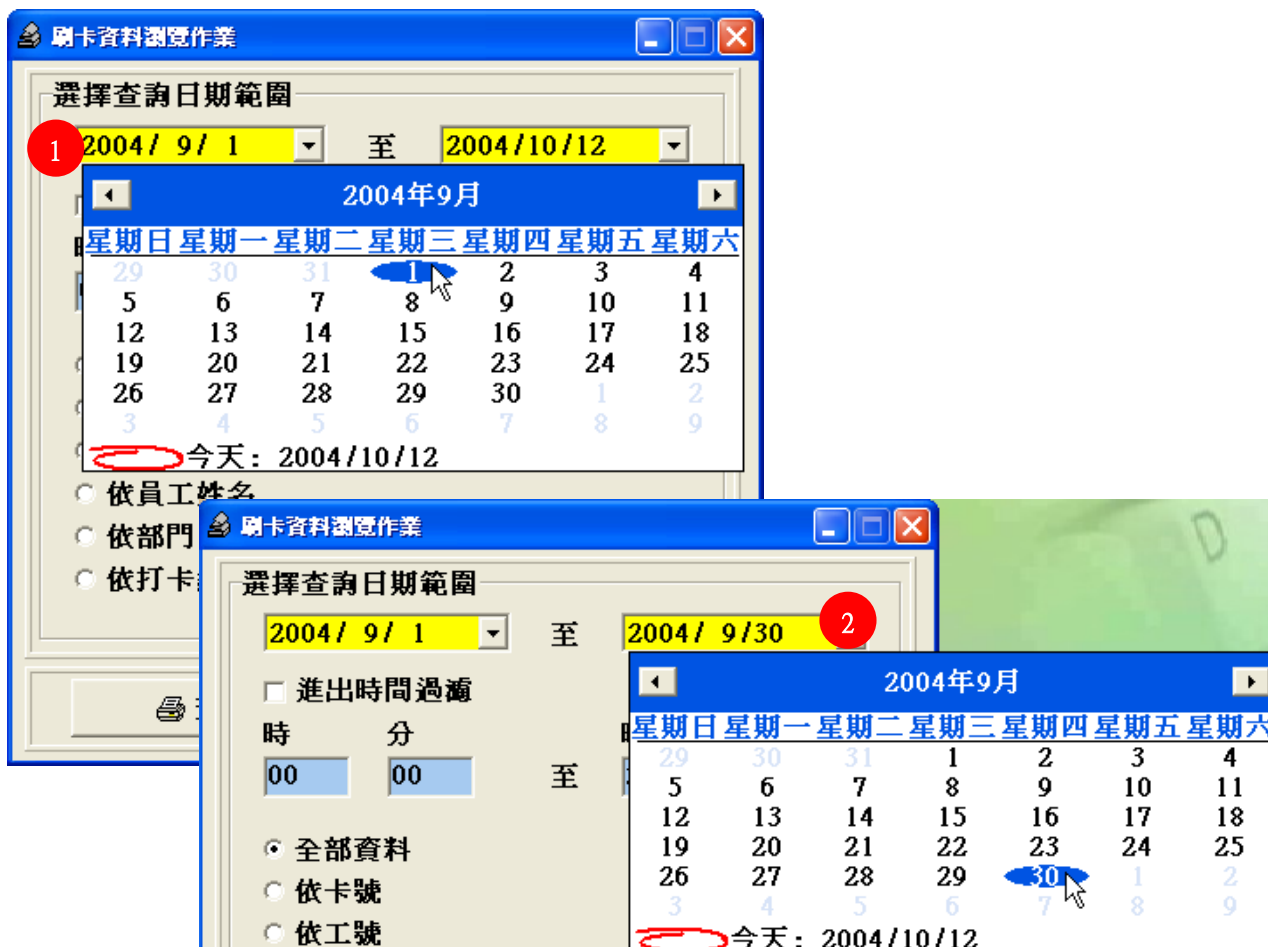 刷卡資料瀏覽作業
選擇查詢日期範圍
1
2004/ 9/ 1 至 2004/10/12
2004年9月
星期日 星期一 星期二 星期三 星期四 星期五 星期六
29 30 31 1 2 3 4
5 6 7 8 9 10 11
12 13 14 15 16 17 18
19 20 21 22 23 24 25
26 27 28 29 30 1 2
3 4 5 6 7 8 9
今天: 2004/10/12
依員工姓名
依部門
依打卡
刷卡資料瀏覽作業
選擇查詢日期範圍
2004/ 9/ 1 至 2004/ 9/30
2
進出時間過濾
時 分
00 00 至
全部資料
依卡號
依工號
2004年9月
星期日 星期一 星期二 星期三 星期四 星期五 星期六
29 30 31 1 2 3 4
5 6 7 8 9 10 11
12 13 14 15 16 17 18
19 20 21 22 23 24 25
26 27 28 29 30 1 2
3 4 5 6 7 8 9
今天: 2004/10/12
D